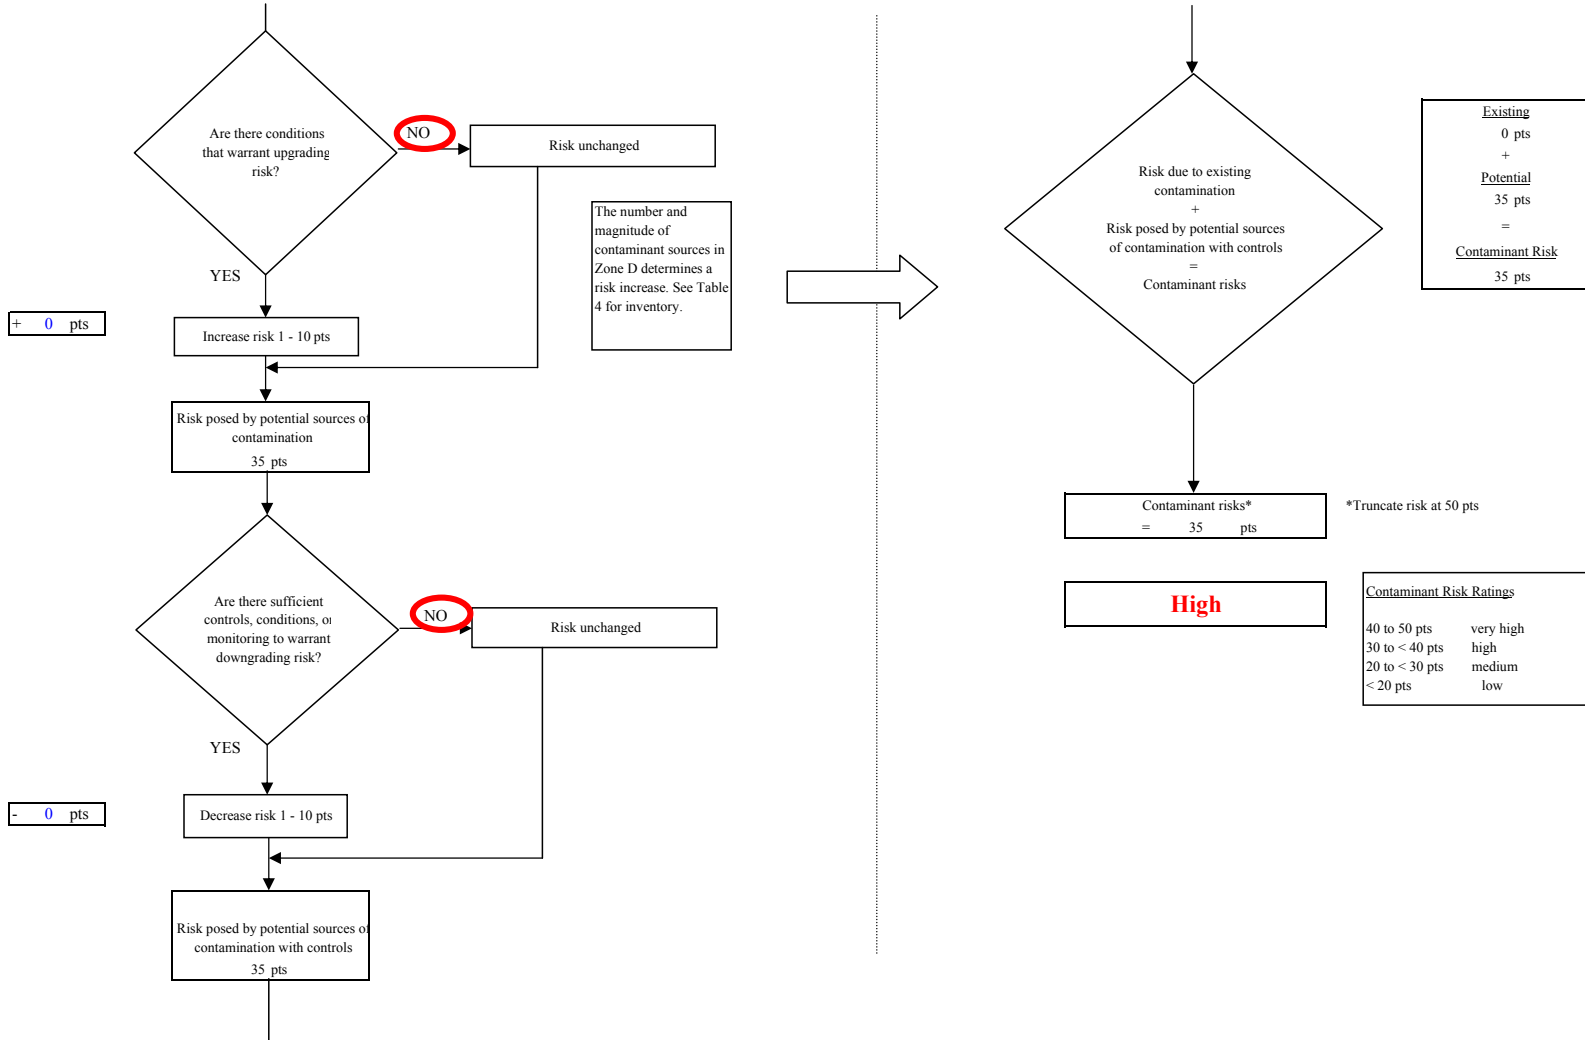 Are there conditions
that warrant upgrading
risk?
NO
Risk unchanged
The number and
magnitude of
contaminant sources in
Zone D determines a
risk increase. See Table
4 for inventory.
YES
+ 0 pts
Increase risk 1 - 10 pts
Risk posed by potential sources of
contamination
35 pts
Are there sufficient
controls, conditions, or
monitoring to warrant
downgrading risk?
NO
Risk unchanged
YES
- 0 pts
Decrease risk 1 - 10 pts
Risk posed by potential sources of
contamination with controls
35 pts
Risk due to existing
contamination
+
Risk posed by potential sources
of contamination with controls
=
Contaminant risks
Existing
0 pts
+
Potential
35 pts
=
Contaminant Risk
35 pts
Contaminant risks*
= 35 pts
*Truncate risk at 50 pts
High
Contaminant Risk Ratings
40 to 50 pts very high
30 to < 40 pts high
20 to < 30 pts medium
< 20 pts low